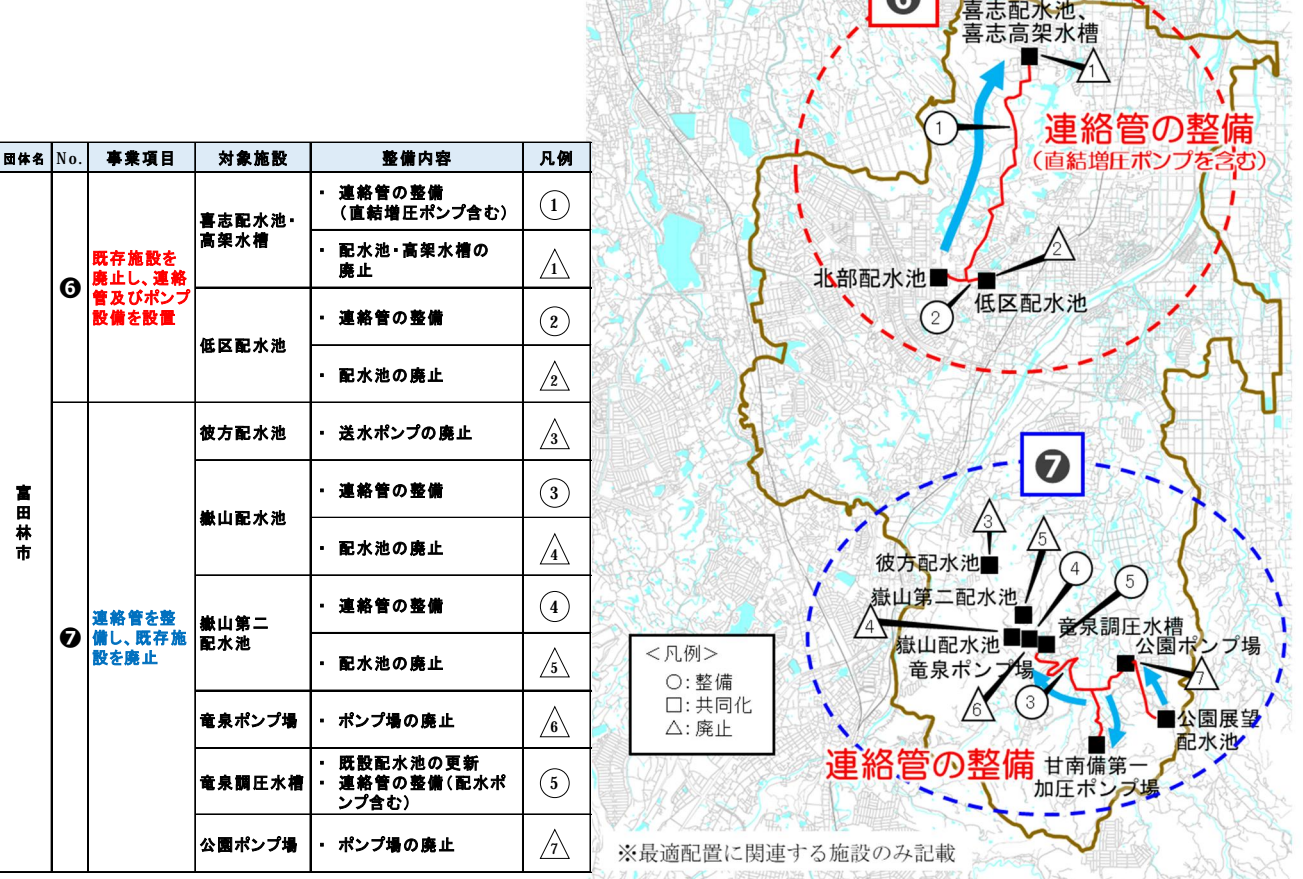 団体名 No. 事業項目 対象施設 整備内容 凡例
富田林市
❻
既存施設を
廃止し、連絡
管及びポンプ
設備を設置
喜志配水池・
高架水槽
・ 連絡管の整備
（直結増圧ポンプ含む）
1
・ 配水池・高架水槽の
廃止
1
低区配水池
・ 連絡管の整備
2
・ 配水池の廃止
2
❼
連絡管を整
備し、既存施
設を廃止
彼方配水池
・ 送水ポンプの廃止
3
嶽山配水池
・ 連絡管の整備
3
・ 配水池の廃止
4
嶽山第二
配水池
・ 連絡管の整備
4
・ 配水池の廃止
5
竜泉ポンプ場
・ ポンプ場の廃止
6
竜泉調圧水槽
・ 既設配水池の更新
・ 連絡管の整備（配水ポ
ンプ含む）
5
公園ポンプ場
・ ポンプ場の廃止
7
❻
喜志配水池、
喜志高架水槽
1
1
連絡管の整備
（直結増圧ポンプを含む）
2
北部配水池
低区配水池
2
❼
3
5
4
5
彼方配水池
嶽山第二配水池
4
竜泉調圧水槽
嶽山配水池
公園ポンプ場
竜泉ポンプ場
7
6
3
公園展望
配水池
連絡管の整備
甘南備第一
加圧ポンプ場
＜凡例＞
○：整備
□：共同化
△：廃止
※最適配置に関連する施設のみ記載